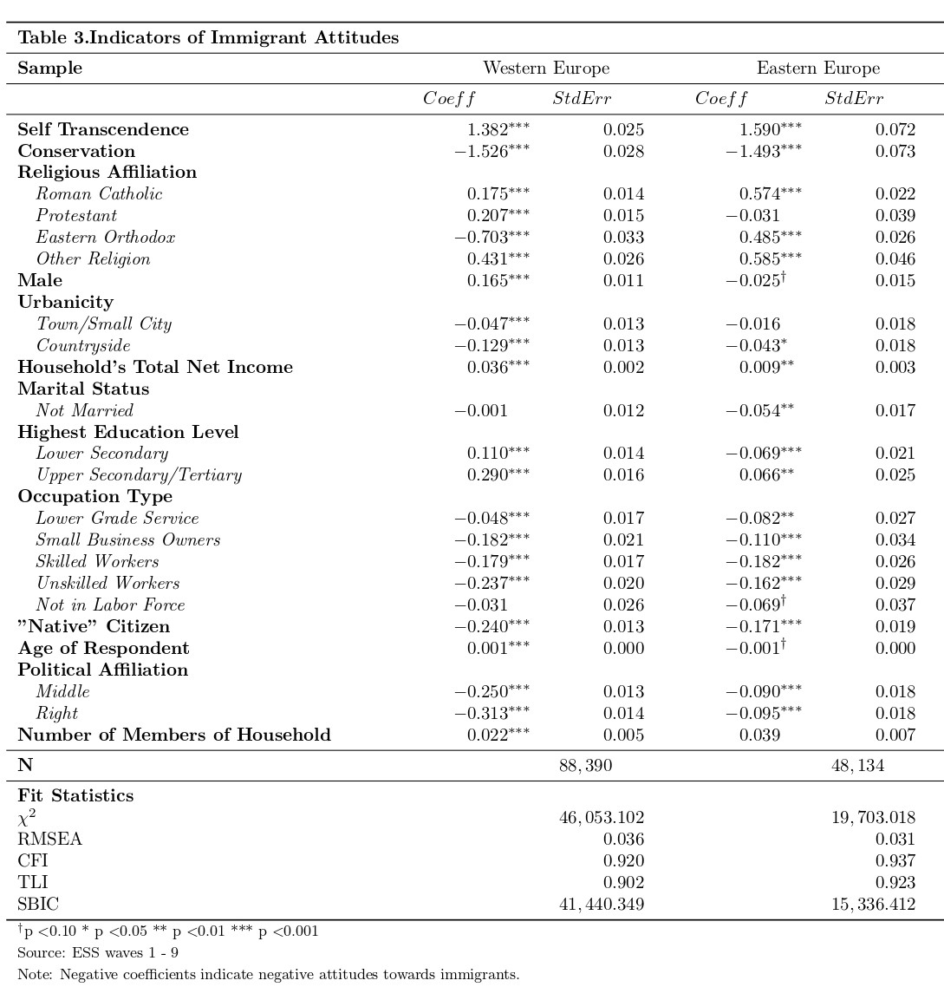 Table 3.Indicators of Immigrant Attitudes
Sample Western Europe Eastern Europe
Coeff StdErr Coeff StdErr
Self Transcendence 1.382*** 0.025 1.590*** 0.072
Conservation −1.526*** 0.028 −1.493*** 0.073
Religious Affiliation
Roman Catholic 0.175*** 0.014 0.574*** 0.022
Protestant 0.207*** 0.015 −0.031 0.039
Eastern Orthodox −0.703*** 0.033 0.485*** 0.026
Other Religion 0.431*** 0.026 0.585*** 0.046
Male 0.165*** 0.011 −0.025† 0.015
Urbanicity
Town/Small City −0.047*** 0.013 −0.016 0.018
Countryside −0.129*** 0.013 −0.043* 0.018
Household's Total Net Income 0.036*** 0.002 0.009** 0.003
Marital Status
Not Married −0.001 0.012 −0.054** 0.017
Highest Education Level
Lower Secondary 0.110*** 0.014 −0.069*** 0.021
Upper Secondary/Tertiary 0.290*** 0.016 0.066** 0.025
Occupation Type
Lower Grade Service −0.048*** 0.017 −0.082** 0.027
Small Business Owners −0.182*** 0.021 −0.110*** 0.034
Skilled Workers −0.179*** 0.017 −0.182*** 0.026
Unskilled Workers −0.237*** 0.020 −0.162*** 0.029
Not in Labor Force −0.031 0.026 −0.069† 0.037
”Native” Citizen −0.240*** 0.013 −0.171*** 0.019
Age of Respondent 0.001*** 0.000 −0.001† 0.000
Political Affiliation
Middle −0.250*** 0.013 −0.090*** 0.018
Right −0.313*** 0.014 −0.095*** 0.018
Number of Members of Household 0.022*** 0.005 0.039 0.007
N 88,390 48,134
Fit Statistics
χ² 46,053.102 19,703.018
RMSEA 0.036 0.031
CFI 0.920 0.937
TLI 0.902 0.923
SBIC 41,440.349 15,336.412
†p <0.10 * p <0.05 ** p <0.01 *** p <0.001
Source: ESS waves 1 - 9
Note: Negative coefficients indicate negative attitudes towards immigrants.